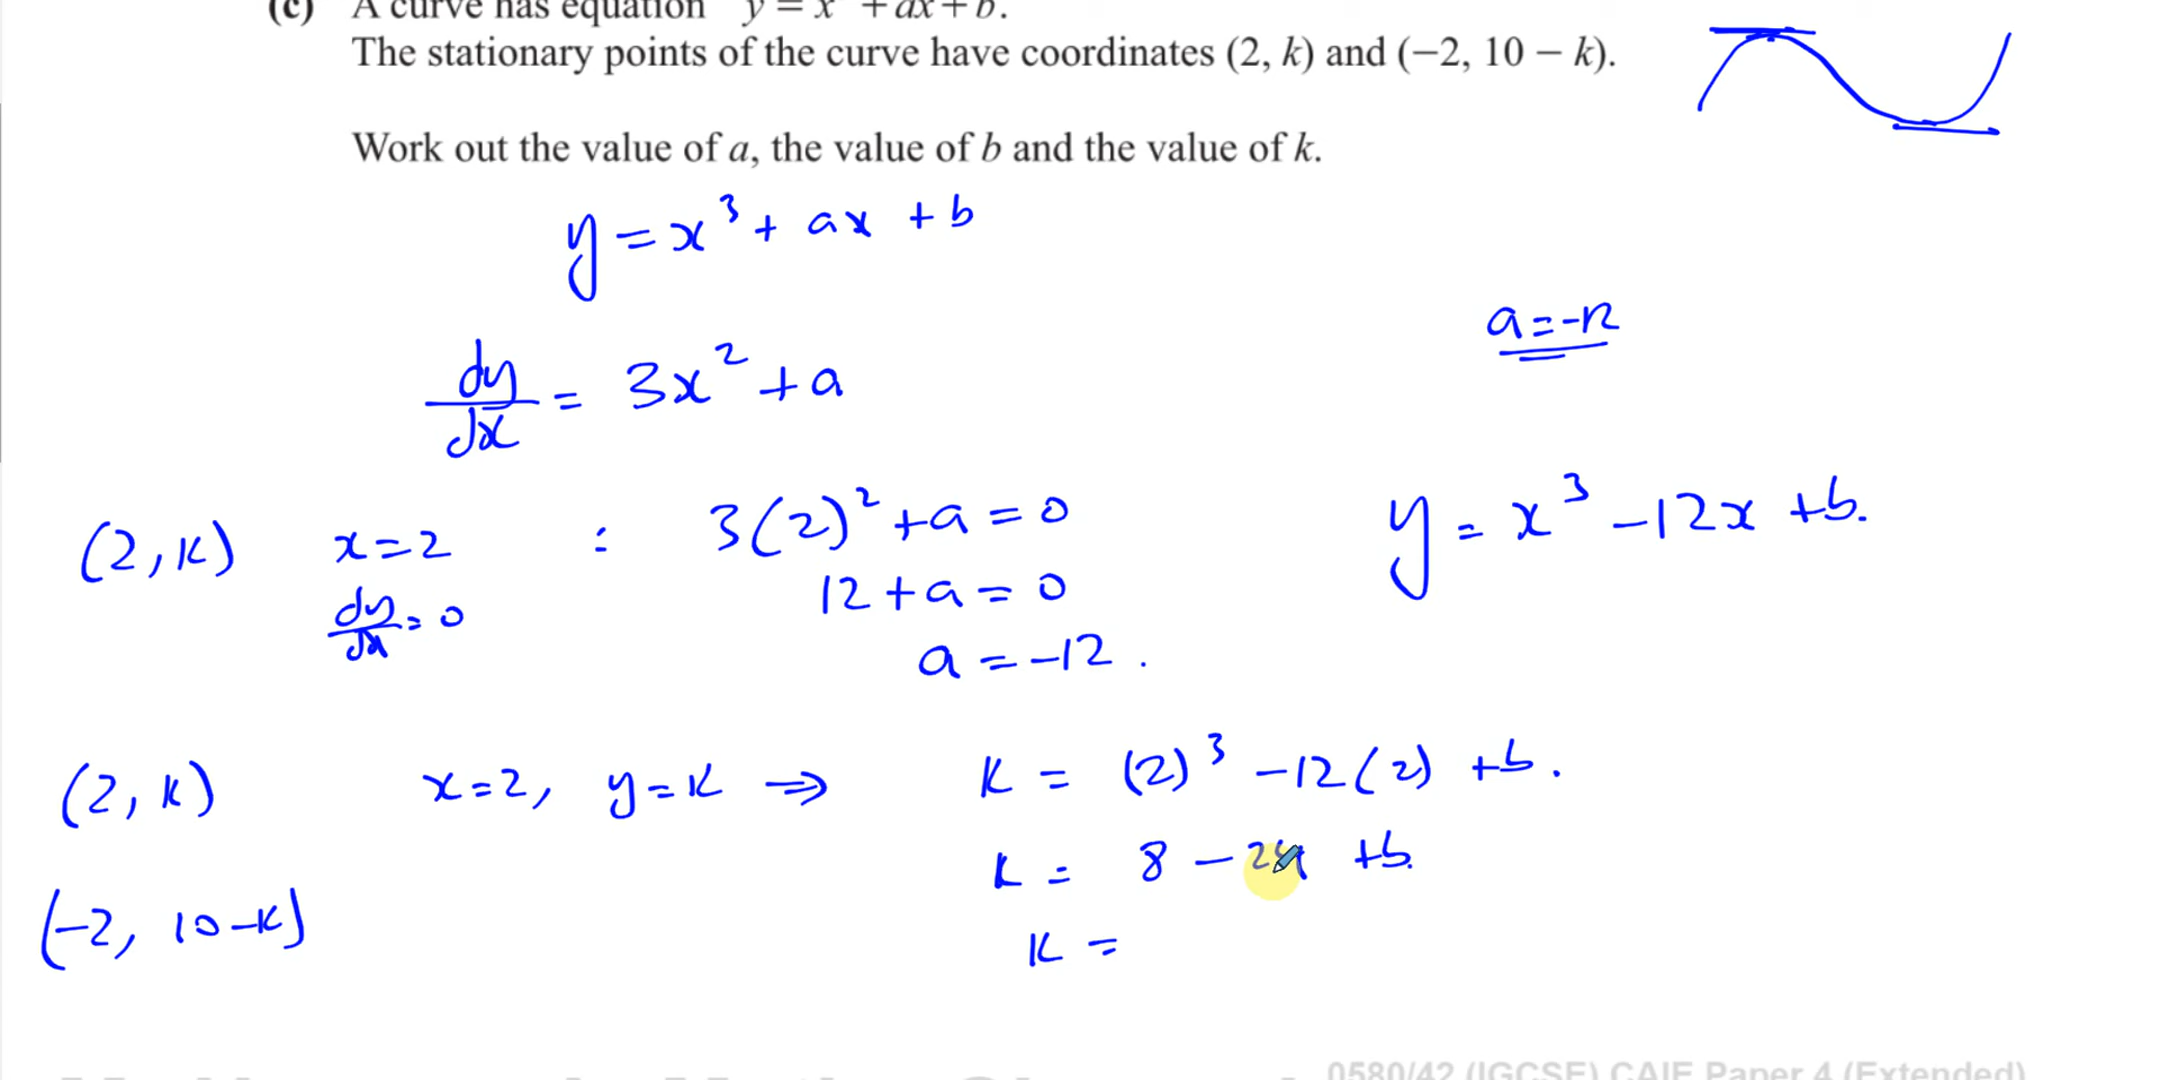 (c) A curve has equation y = x + ax + b.
The stationary points of the curve have coordinates (2, k) and (−2, 10 − k).
Work out the value of a, the value of b and the value of k.
y = x³ + ax + b
a = -12
dy/dx = 3x² + a
(2, k) x = 2 : 3(2)² + a = 0
y = x³ - 12x + b.
dy/dx = 0 12 + a = 0
a = -12.
(2, k) x = 2, y = k ⇒ k = (2)³ - 12(2) + b.
k = 8 - 24 + b.
(-2, 10 - k)
k =
0580/42 (IGCSE) CAIE Paper 4 (Extended)